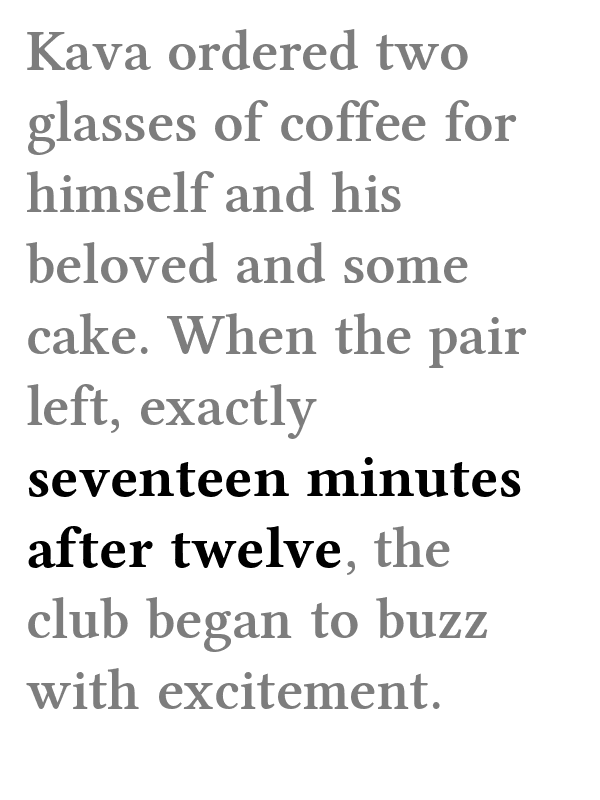 Kava ordered two
glasses of coffee for
himself and his
beloved and some
cake. When the pair
left, exactly
seventeen minutes
after twelve, the
club began to buzz
with excitement.